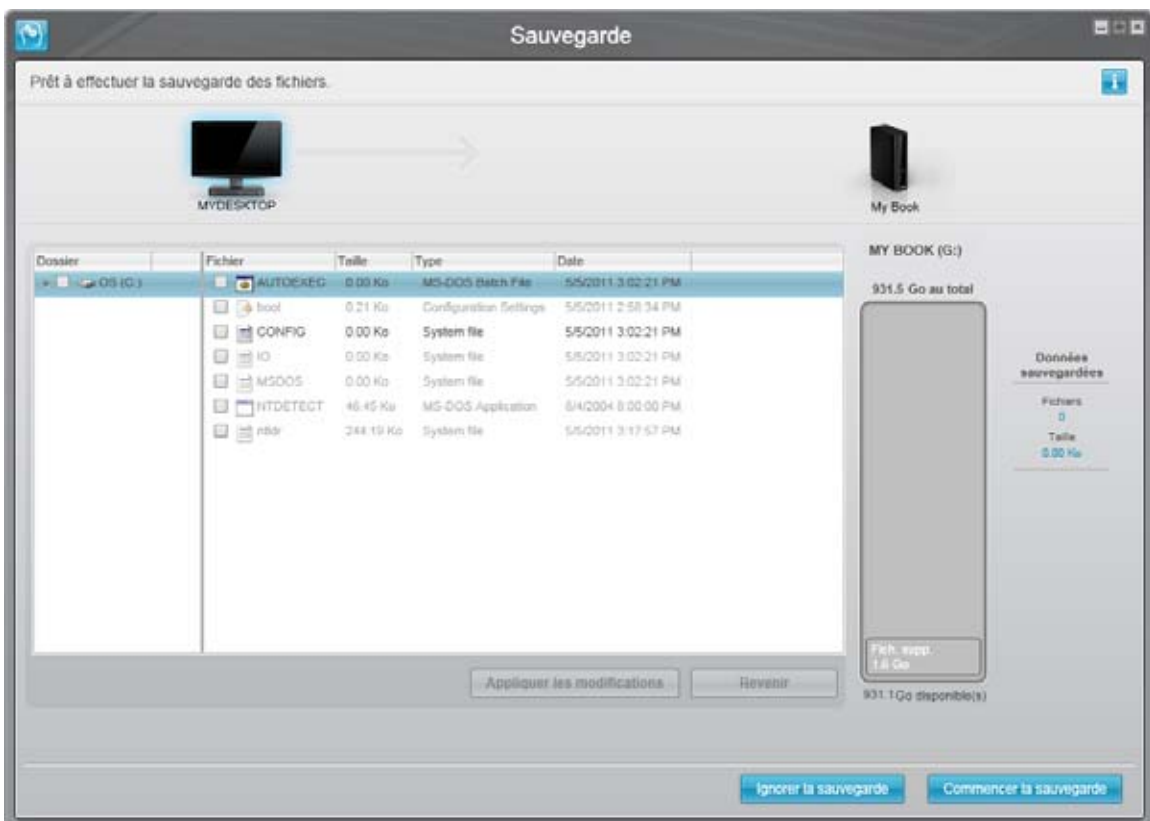 Sauvegarde
Prêt à effectuer la sauvegarde des fichiers.
MYDESKTOP
My Book
Dossier Fichier Taille Type Date
OS (C:) AUTOEXEC 0.00 Ko MS-DOS Batch File 5/5/2011 3:02:21 PM
boot 0.21 Ko Configuration Settings 5/5/2011 2:58:34 PM
CONFIG 0.00 Ko System file 5/5/2011 3:02:21 PM
IO 0.00 Ko System file 5/5/2011 3:02:21 PM
MSDOS 0.00 Ko System file 5/5/2011 3:02:21 PM
NTDETECT 46.45 Ko MS-DOS Application 8/4/2004 8:00:00 PM
ntldr 244.19 Ko System file 5/5/2011 3:17:57 PM
MY BOOK (G:)
931.5 Go au total
Fich. supp.
1.6 Go
931.1Go disponible(s)
Données
sauvegardées
Fichiers
0
Taille
0.00 Ko
Appliquer les modifications
Revenir
Ignorer la sauvegarde
Commencer la sauvegarde